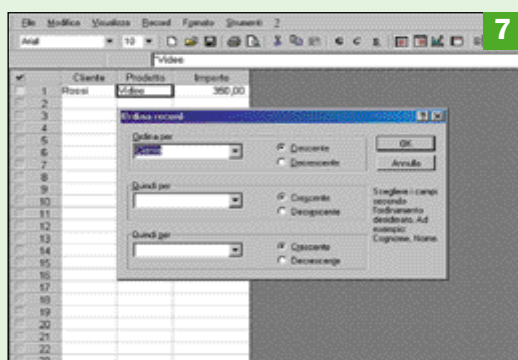 File Modifica Visualizza Record Formato Strumenti ?
7
Arial 10 G C S
"Video
Cliente Prodotto Importo
1 Rossi Video 350,00
2
3
4
5
6
7
8
9
10
11
12
13
14
15
16
17
18
19
20
21
22
Ordina record
Ordina per
Cliente
Crescente
Decrescente
OK
Annulla
Quindi per
Crescente
Decrescente
Scegliere i campi
secondo
l'ordinamento
desiderato. Ad
esempio:
Cognome, Nome.
Quindi per
Crescente
Decrescente